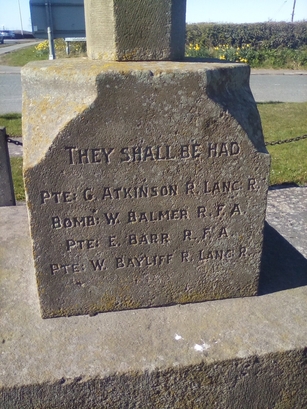 THEY SHALL BE HAD
PTE: G. ATKINSON R. LANC: R.
BOMB: W. BALMER R. F. A.
PTE: E. BARR R. F. A.
PTE: W. BAYLIFF R. LANC: R.